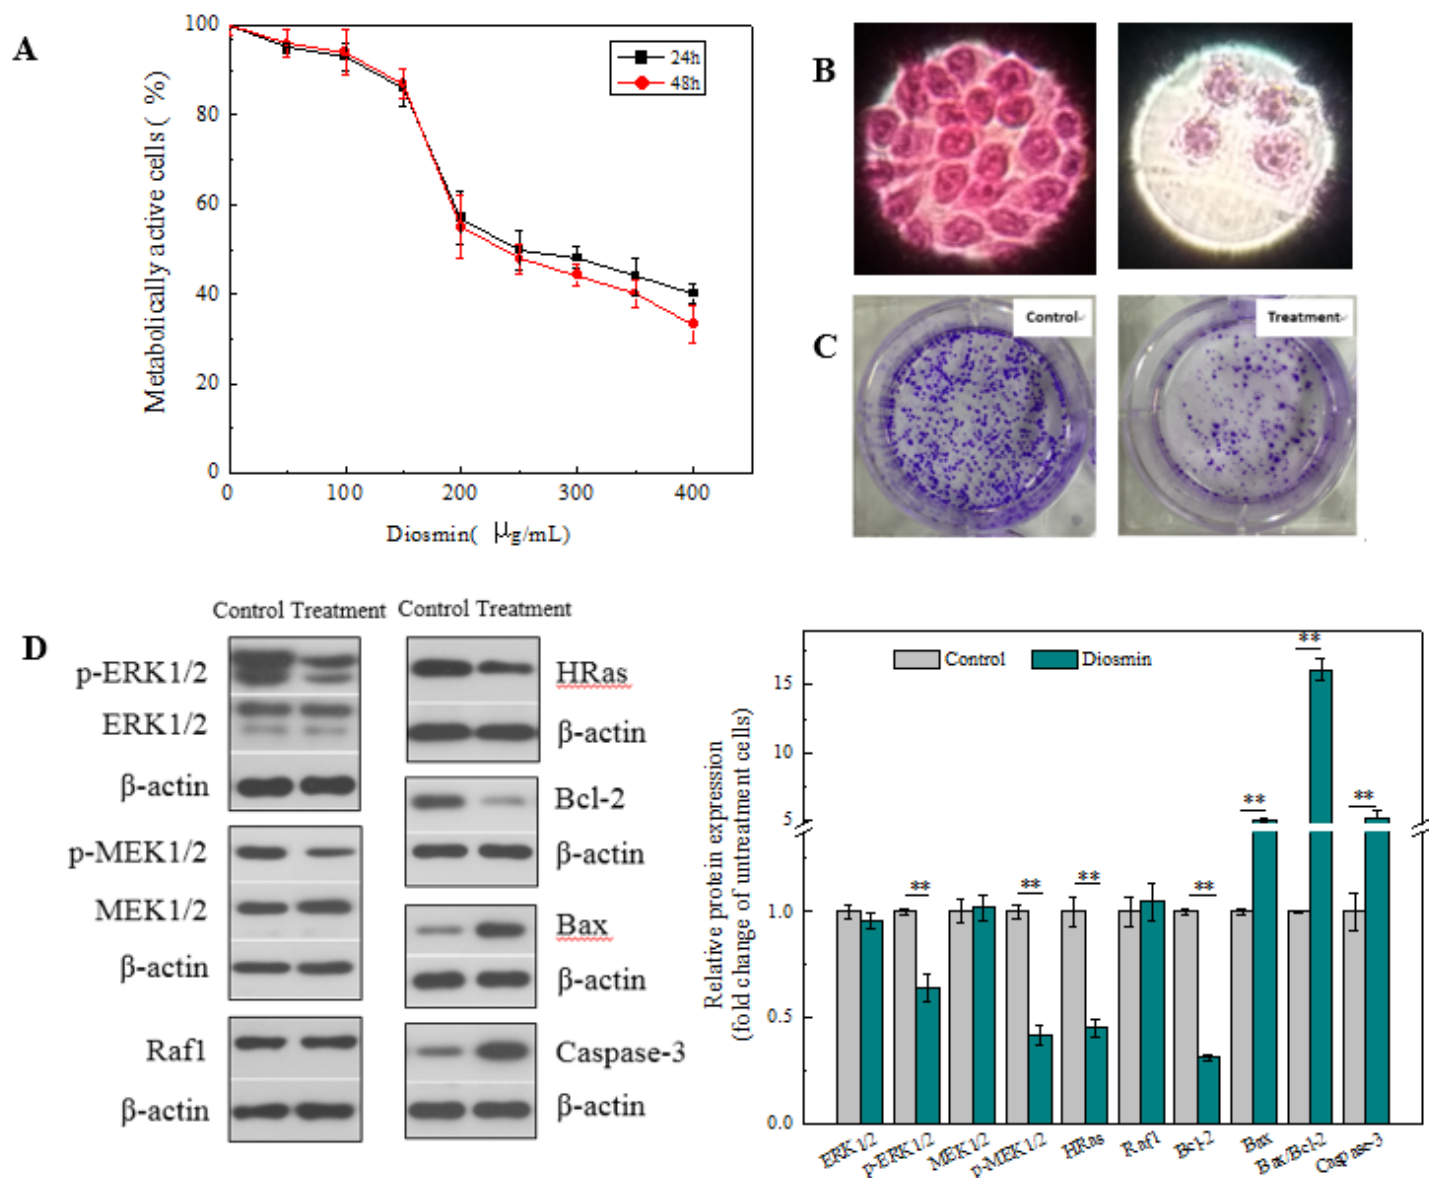 A
Metabolically active cells( %)
100
80
60
40
20
0
0 100 200 300 400
Diosmin( μg/mL)
24h
48h
B
C
Control
Treatment
D
Control Treatment
p-ERK1/2
ERK1/2
β-actin
p-MEK1/2
MEK1/2
β-actin
Raf1
β-actin
Control Treatment
HRas
β-actin
Bcl-2
β-actin
Bax
β-actin
Caspase-3
β-actin
Relative protein expression
(fold change of untreatment cells)
Control Diosmin
15
10
5
1.0
0.5
0.0
** ** ** ** ** ** **
ERK1/2 p-ERK1/2 MEK1/2 p-MEK1/2 HRas Raf1 Bcl-2 Bax Bax/Bcl-2 Caspase-3